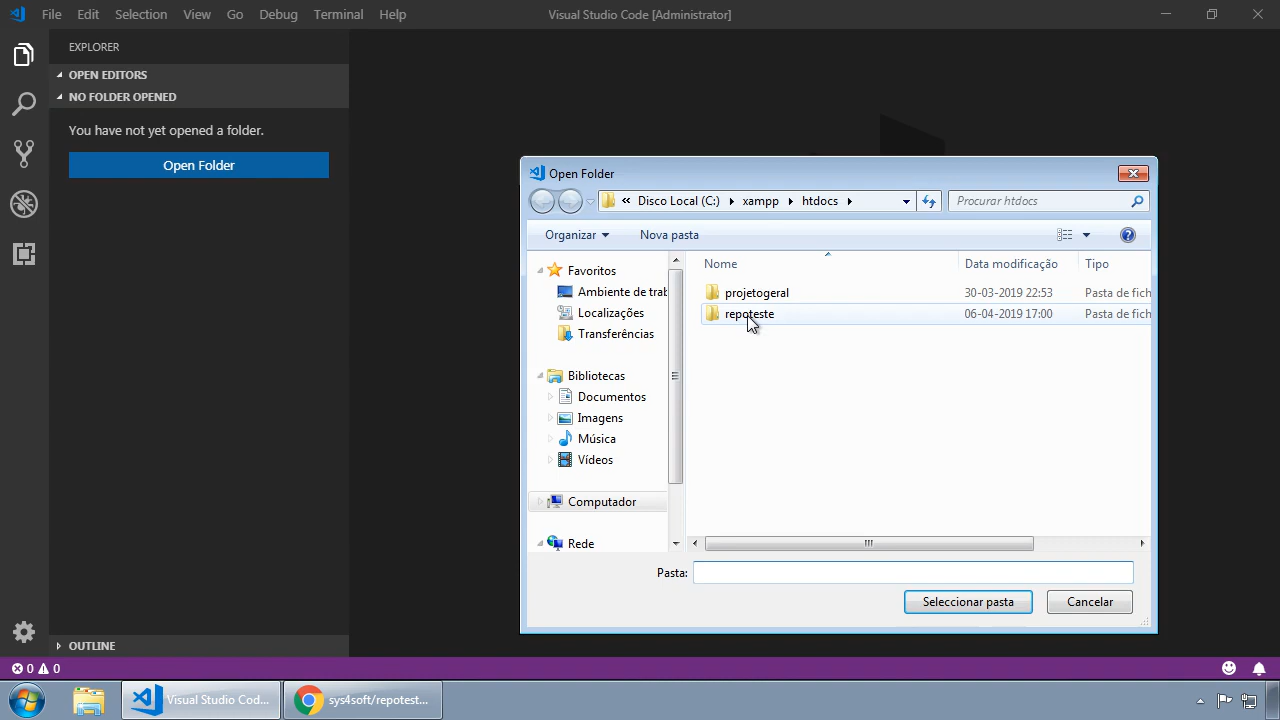 File Edit Selection View Go Debug Terminal Help Visual Studio Code [Administrator]
EXPLORER
OPEN EDITORS
NO FOLDER OPENED
You have not yet opened a folder.
Open Folder
OUTLINE
Open Folder
« Disco Local (C:) xampp htdocs Procurar htdocs
Organizar Nova pasta
Favoritos
Ambiente de trab
Localizações
Transferências
Bibliotecas
Documentos
Imagens
Música
Vídeos
Computador
Rede
Nome Data modificação Tipo
projetogeral 30-03-2019 22:53 Pasta de fich
repoteste 06-04-2019 17:00 Pasta de fich
Pasta:
Seleccionar pasta Cancelar
0 0
Visual Studio Cod... sys4soft/repotest...